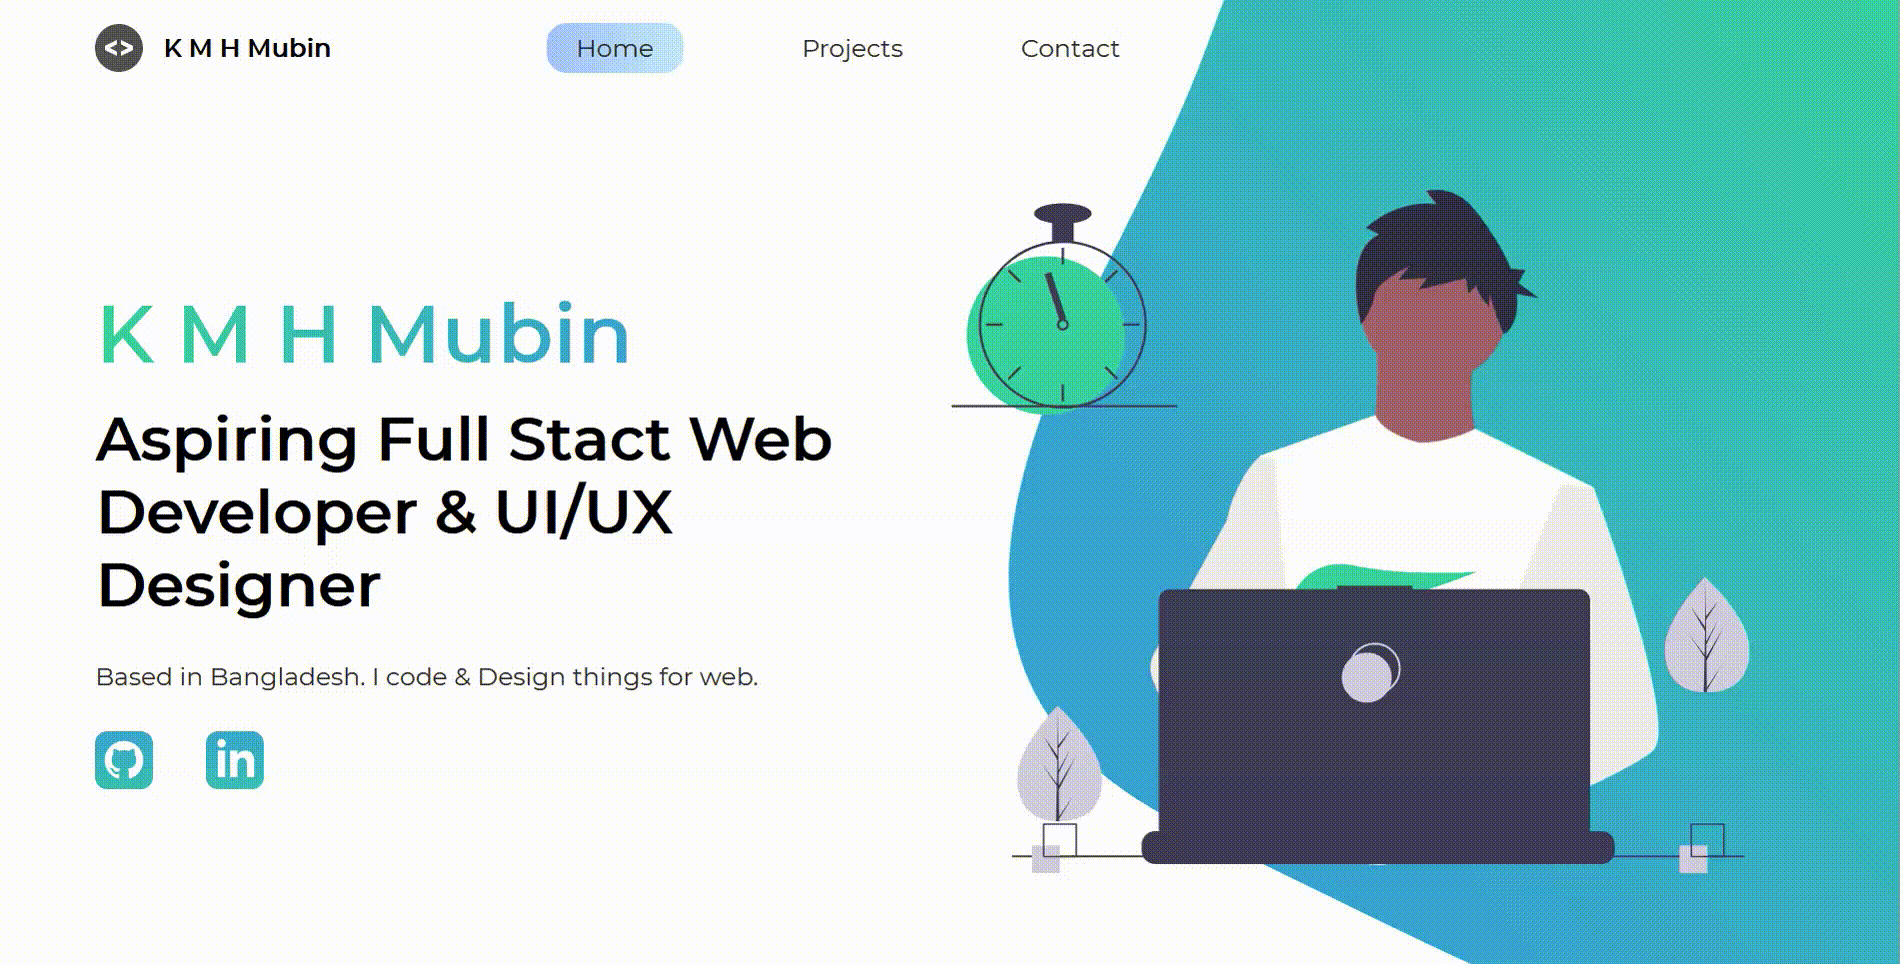 K M H Mubin
Home
Projects
Contact
K M H Mubin
Aspiring Full Stact Web
Developer & UI/UX
Designer
Based in Bangladesh. I code & Design things for web.
in